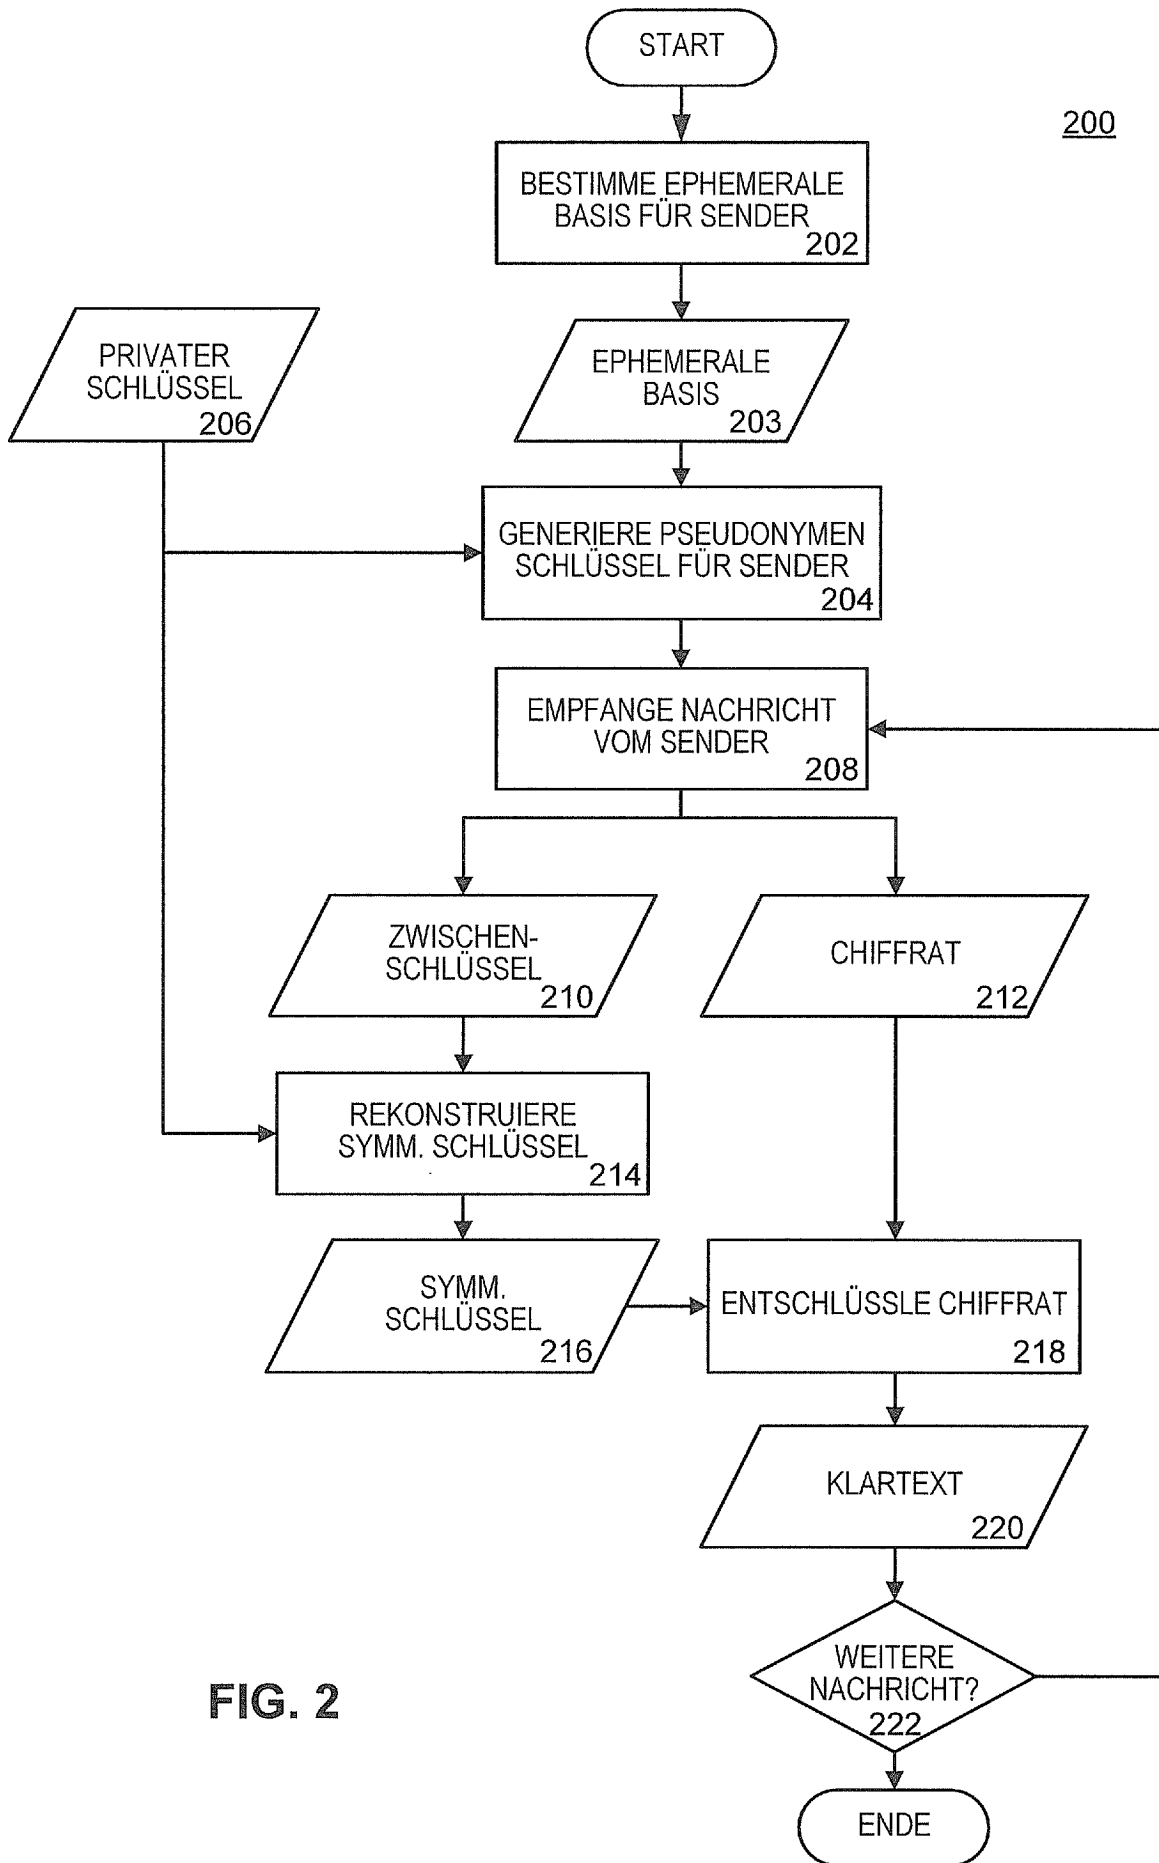 START
200
BESTIMME EPHEMERALE
BASIS FÜR SENDER
202
PRIVATER
SCHLÜSSEL
206
EPHEMERALE
BASIS
203
GENERIERE PSEUDONYMEN
SCHLÜSSEL FÜR SENDER
204
EMPFANGE NACHRICHT
VOM SENDER
208
ZWISCHEN-
SCHLÜSSEL
210
CHIFFRAT
212
REKONSTRUIERE
SYMM. SCHLÜSSEL
214
SYMM.
SCHLÜSSEL
216
ENTSCHLÜSSLE CHIFFRAT
218
KLARTEXT
220
WEITERE
NACHRICHT?
222
FIG. 2
ENDE